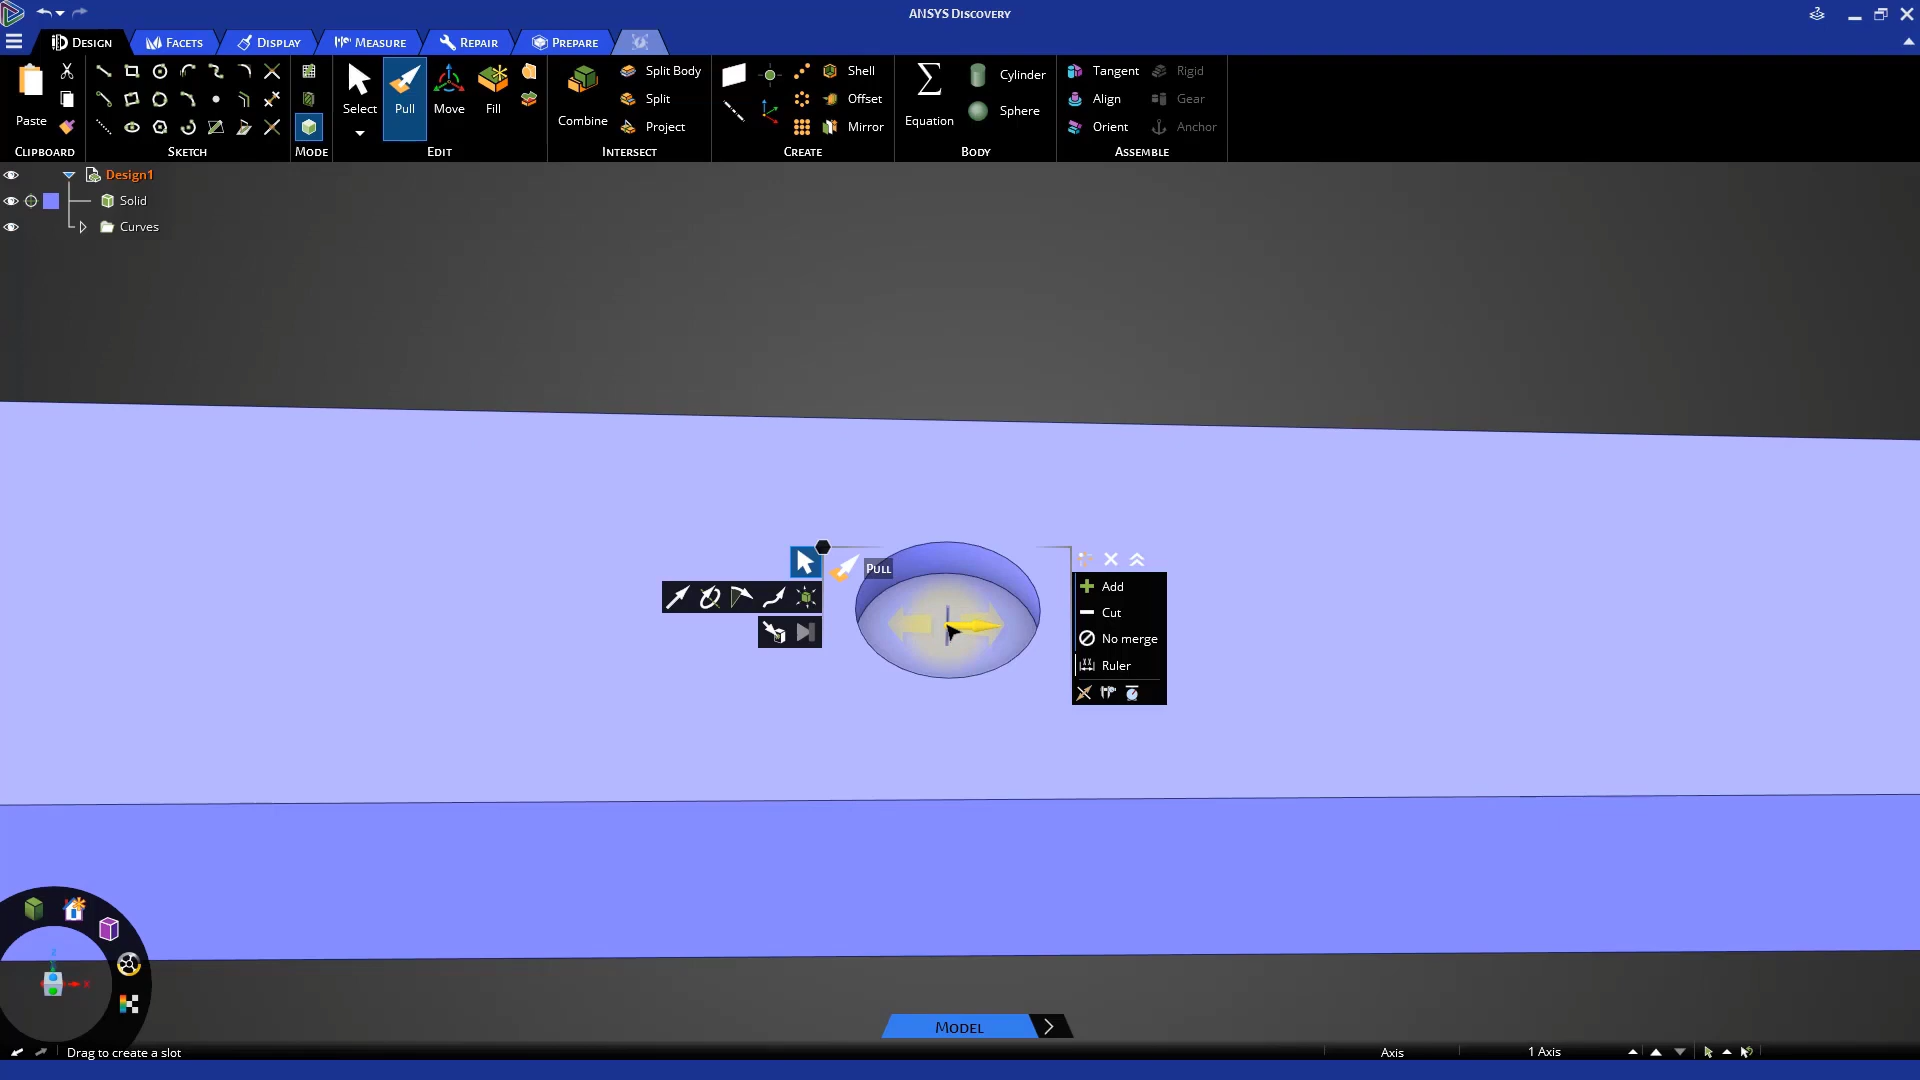 ANSYS Discovery
Design
Facets
Display
Measure
Repair
Prepare
Paste
Clipboard
Sketch
Mode
Select
Pull
Move
Fill
Edit
Combine
Split Body
Split
Project
Intersect
Shell
Offset
Mirror
Create
Equation
Cylinder
Sphere
Body
Tangent
Align
Orient
Rigid
Gear
Anchor
Assemble
Design1
Solid
Curves
Pull
Add
Cut
No merge
Ruler
Z
X
Model
Drag to create a slot
Axis
1 Axis